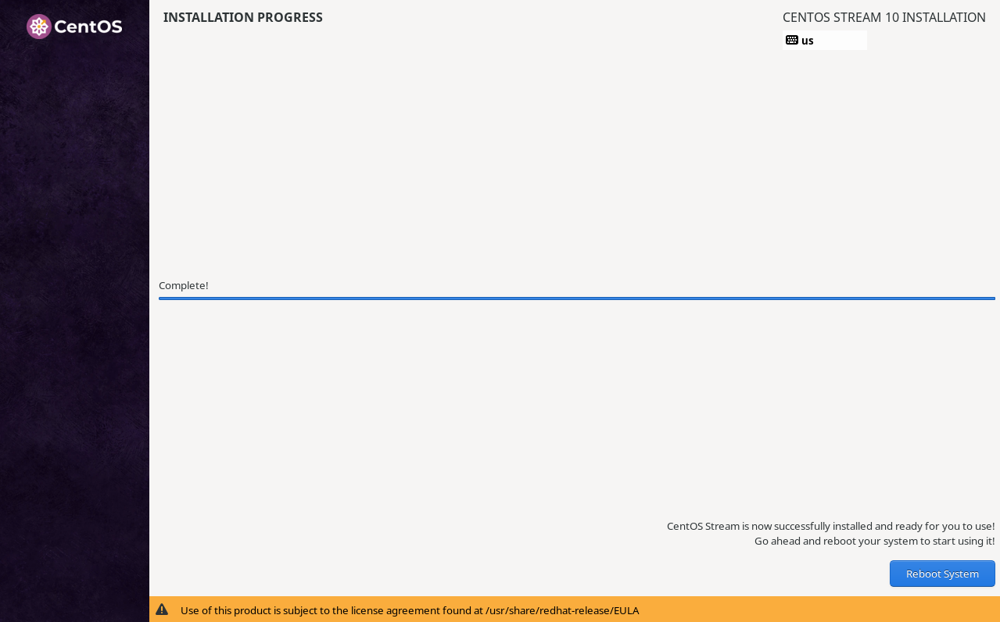 CentOS
INSTALLATION PROGRESS
CENTOS STREAM 10 INSTALLATION
us
Complete!
CentOS Stream is now successfully installed and ready for you to use!
Go ahead and reboot your system to start using it!
Reboot System
Use of this product is subject to the license agreement found at /usr/share/redhat-release/EULA